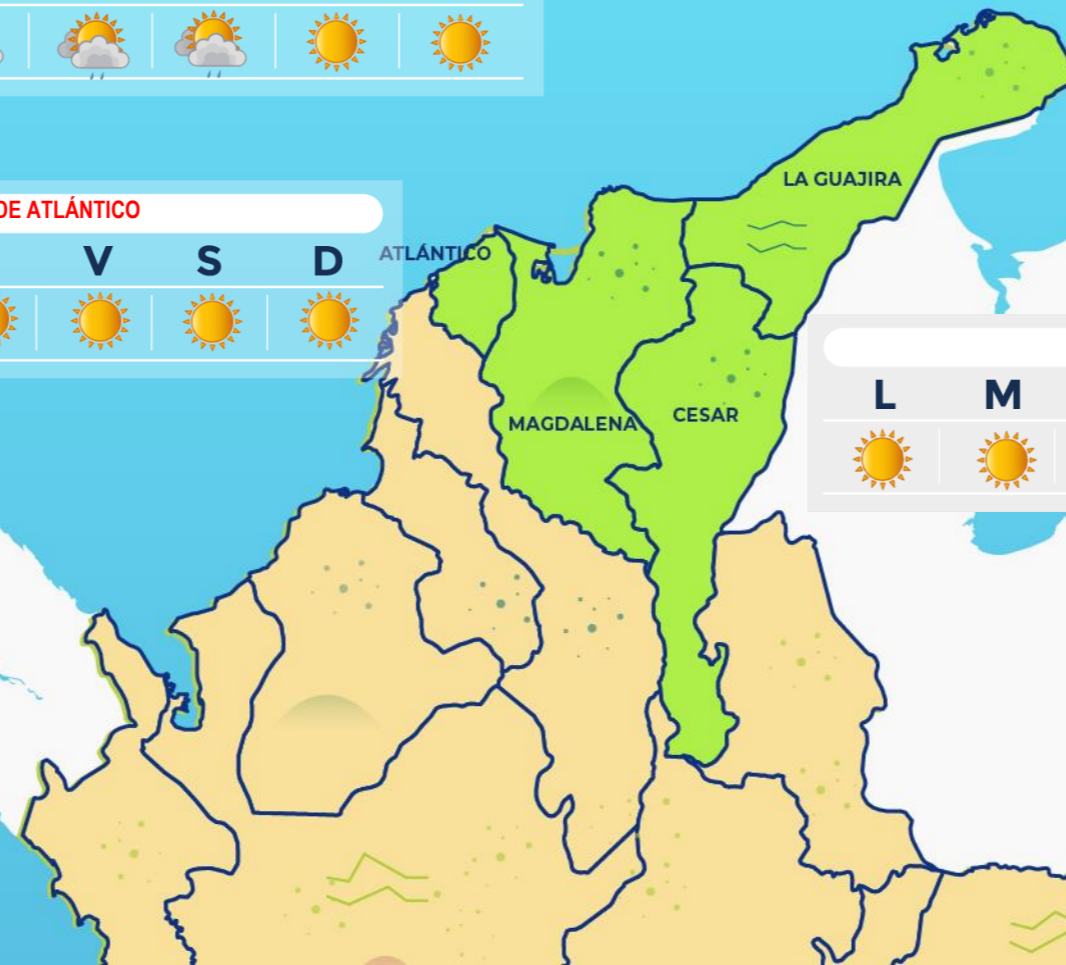 LA GUAJIRA
DE ATLÁNTICO
V S D
ATLÁNTICO
L M
MAGDALENA
CESAR